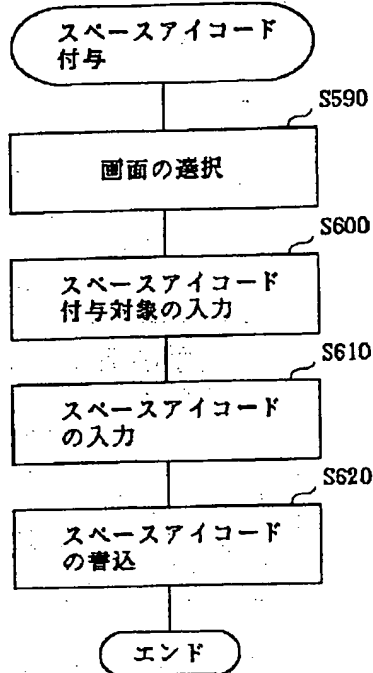 スペースアイコード
付与
S590
画面の選択
S600
スペースアイコード
付与対象の入力
S610
スペースアイコード
の入力
S620
スペースアイコード
の書込
エンド